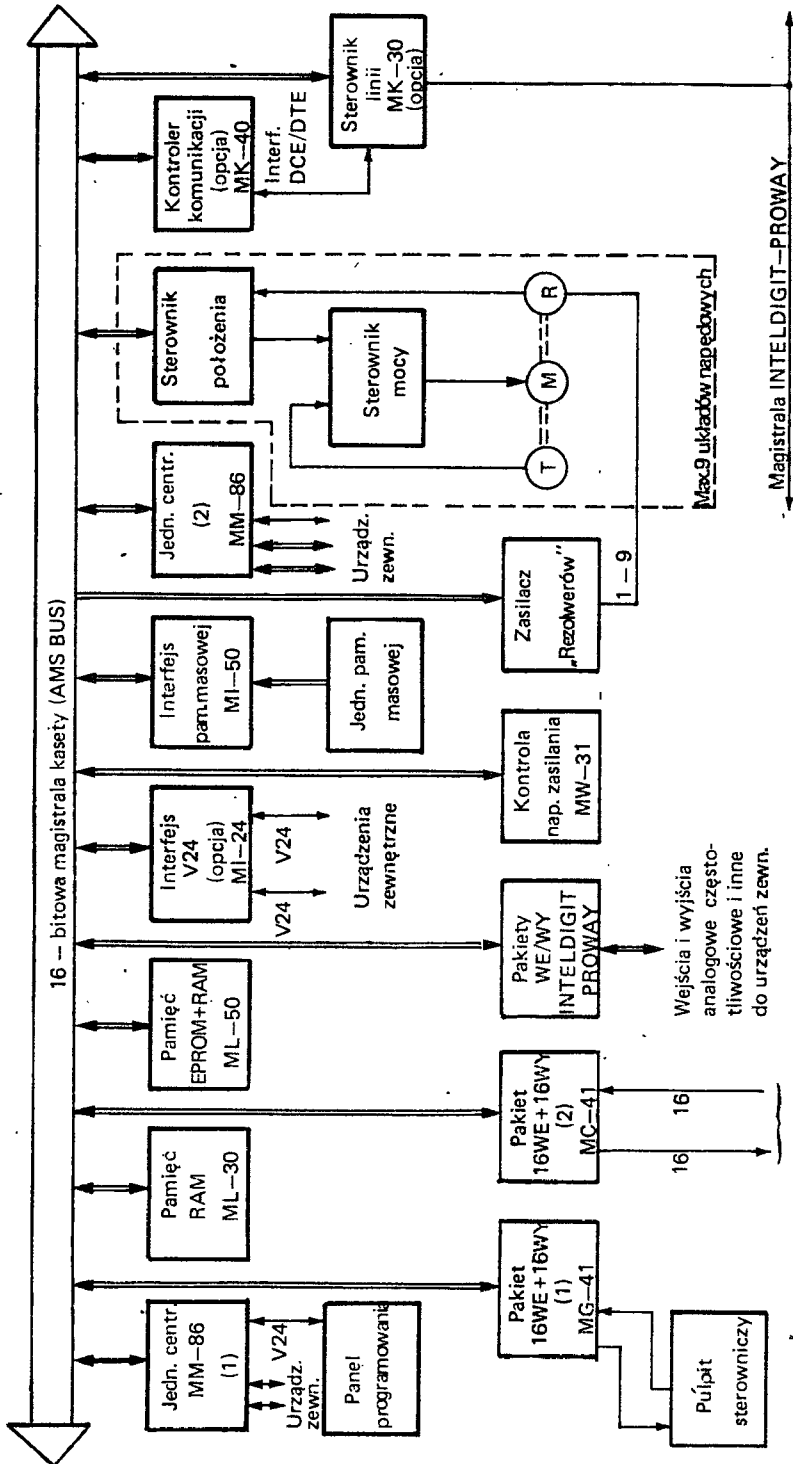 16 — bitowa magistrala kasety (AMS BUS)
Jedn. centr.
MM—86
(1)
V24
Urządz.
zewn.
Panel
programowania
Pamięć
RAM
ML—30
Pamięć
EPROM+RAM
ML—50
Interfejs
V24
(opcja)
MI—24
V24
V24
Urządzenia
zewnętrzne
Interfejs
pam.masowej
MI—50
Jedn. pam.
masowej
Jedn. centr.
(2)
MM—86
Urządz.
zewn.
Sterownik
położenia
Sterownik
mocy
T
M
R
Max.9 układów napędowych
Kontroler
komunikacji
(opcja)
MK—40
Interf.
DCE/DTE
Sterownik
linii
MK—30
(opcja)
Pakiet
16WE+16WY
(1)
MG—41
Pulpit
sterowniczy
Pakiet
16WE+16WY
(2)
MC—41
16
16
Pakiety
WE/WY
INTELDIGIT
PROWAY
Wejścia i wyjścia
analogowe często-
tliwościowe i inne
do urządzeń zewn.
Kontrola
nap. zasilania
MW—31
Zasilacz
„Rezolwerów”
1 — 9
Magistrala INTELDIGIT—PROWAY